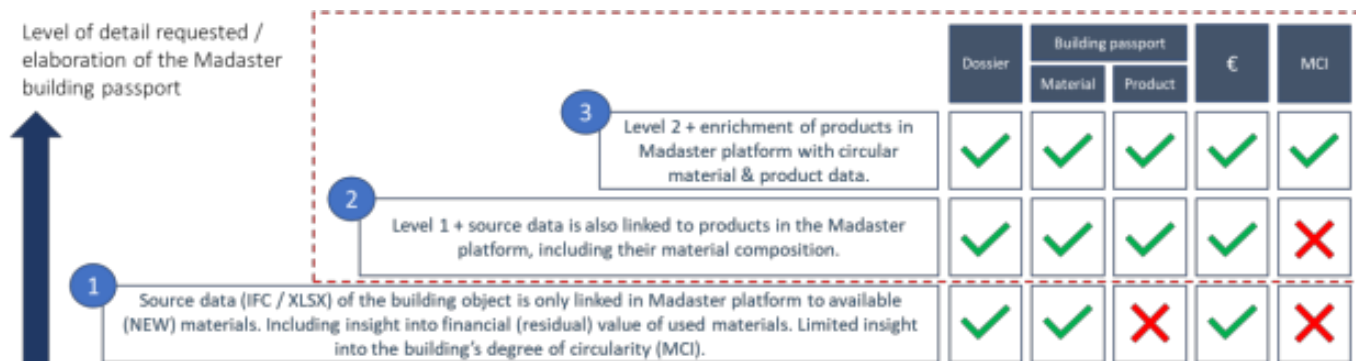 Level of detail requested /
elaboration of the Madaster
building passport
Dossier
Building passport
Material
Product
€
MCI
3
Level 2 + enrichment of products in
Madaster platform with circular
material & product data.
2
Level 1 + source data is also linked to products in the Madaster
platform, including their material composition.
1
Source data (IFC / XLSX) of the building object is only linked in Madaster platform to available
(NEW) materials. Including insight into financial (residual) value of used materials. Limited insight
into the building's degree of circularity (MCI).